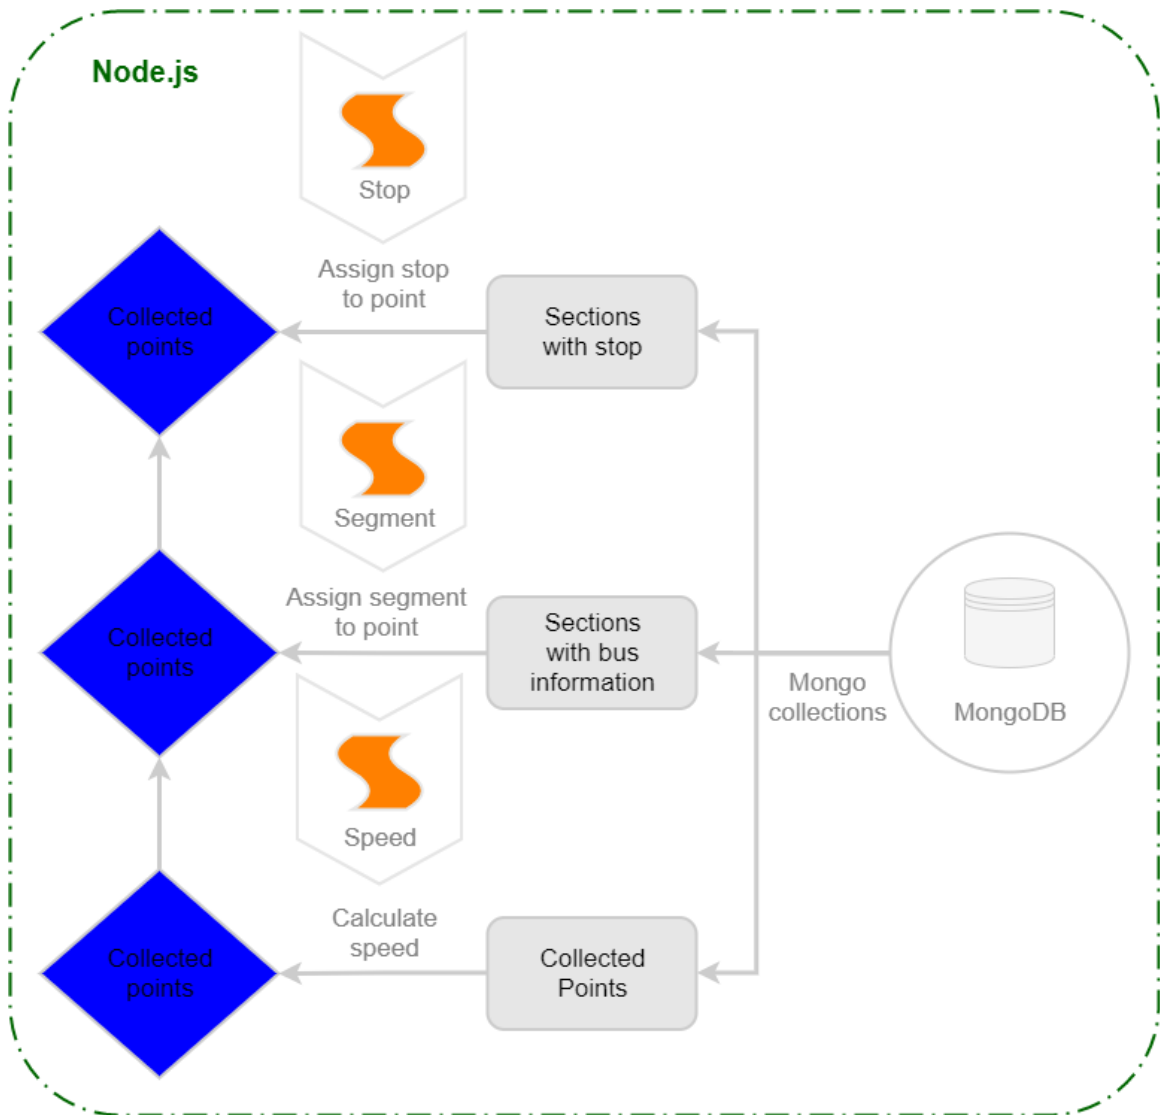 Node.js
Stop
Assign stop
to point
Collected
points
Sections
with stop
Segment
Assign segment
to point
Collected
points
Sections
with bus
information
Mongo
collections
MongoDB
Speed
Calculate
speed
Collected
points
Collected
Points